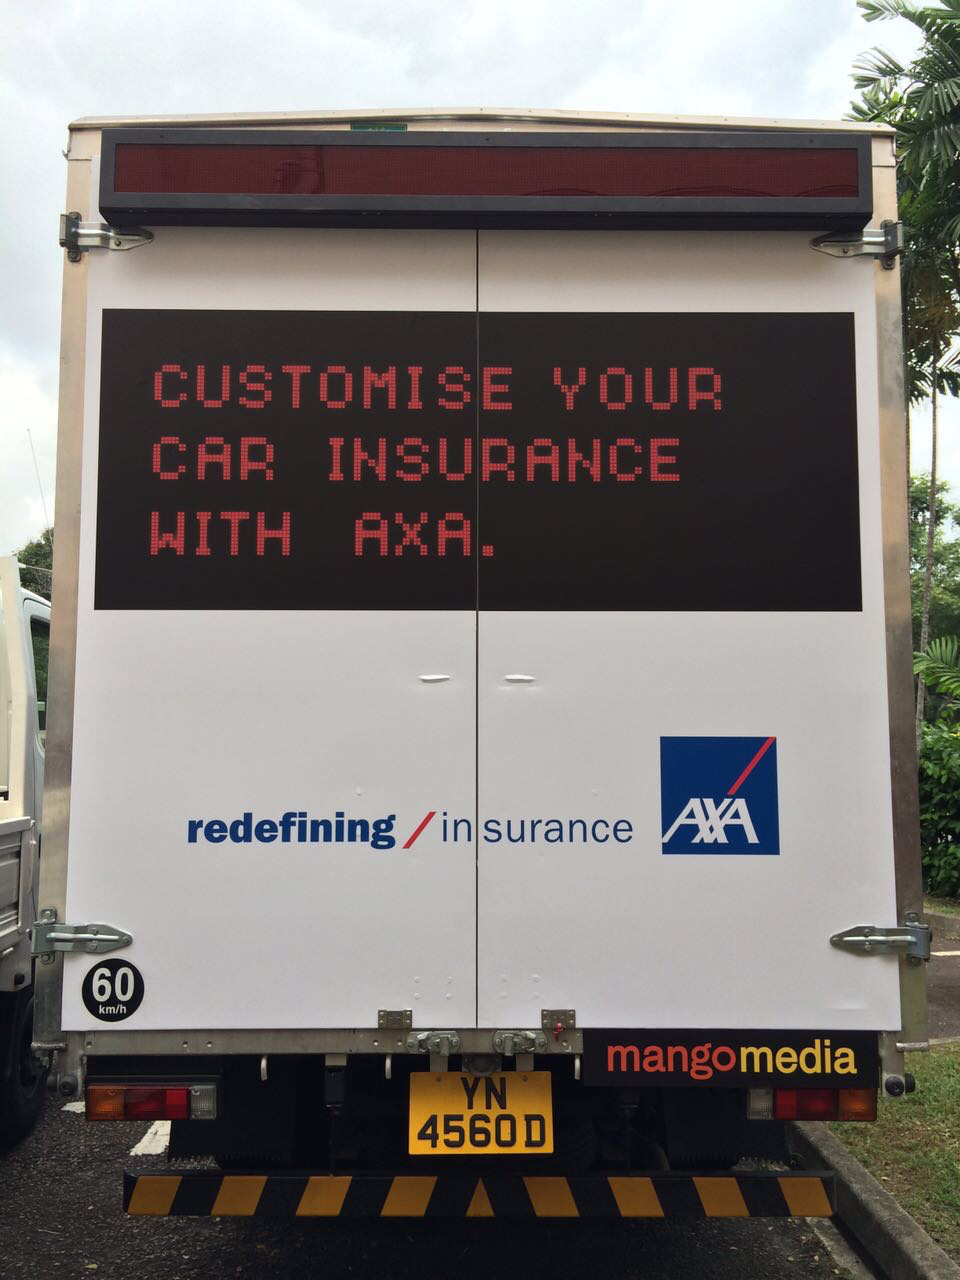 CUSTOMISE YOUR
CAR INSURANCE
WITH AXA.
redefining / insurance
AXA
60
km/h
mangomedia
YN
4560D